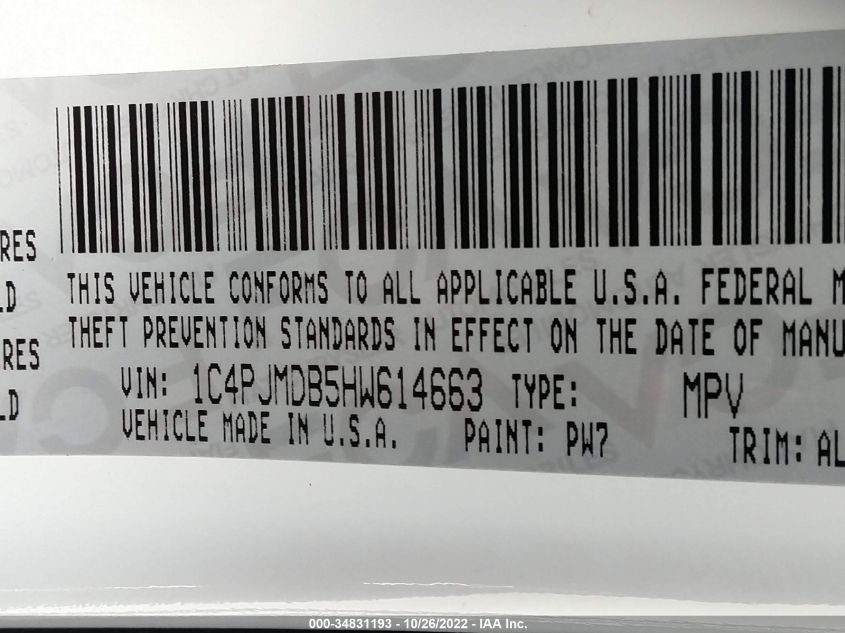 RES
LD
RES
LD
THIS VEHICLE CONFORMS TO ALL APPLICABLE U.S.A. FEDERAL M
THEFT PREVENTION STANDARDS IN EFFECT ON THE DATE OF MANU
VIN: 1C4PJMDB5HW614663 TYPE: MPV
VEHICLE MADE IN U.S.A. PAINT: PW7 TRIM: AL
000-34831193 - 10/26/2022 - IAA Inc.